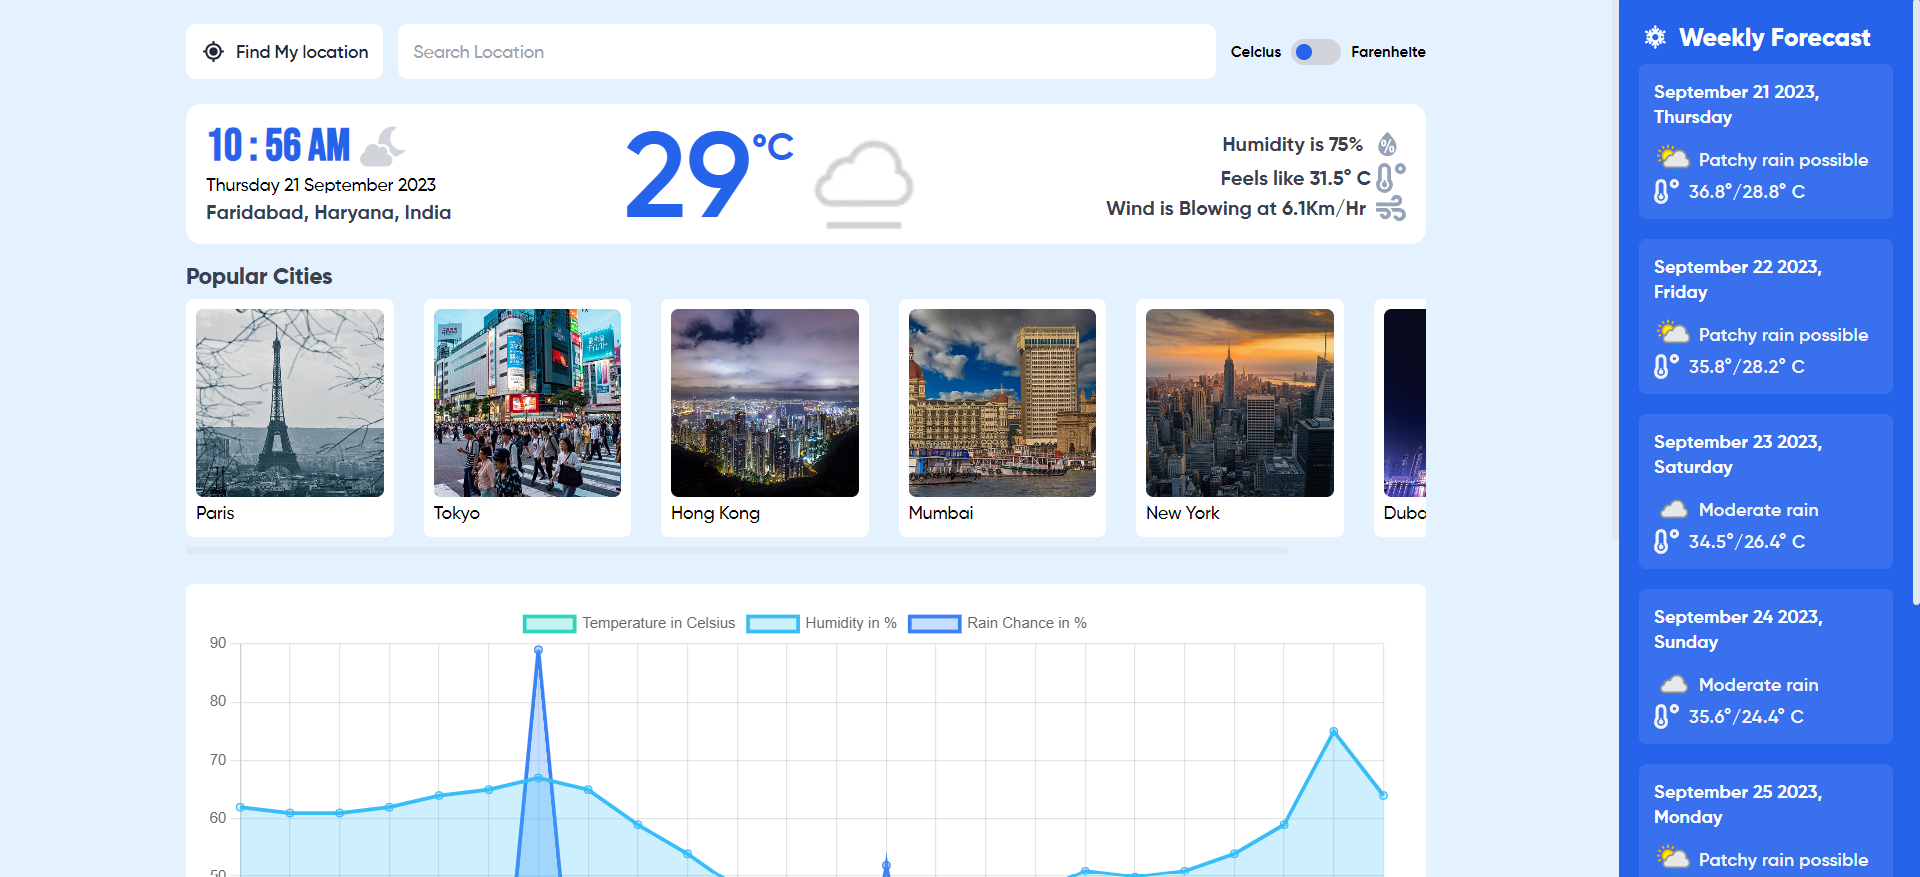 Find My location
Search Location
Celcius
Farenheite
Weekly Forecast
10 : 56 AM
Thursday 21 September 2023
Faridabad, Haryana, India
29°C
Humidity is 75%
Feels like 31.5° C
Wind is Blowing at 6.1Km/Hr
Popular Cities
Paris
Tokyo
Hong Kong
Mumbai
New York
Duba
Temperature in Celsius
Humidity in %
Rain Chance in %
90
80
70
60
50
September 21 2023,
Thursday
Patchy rain possible
36.8°/28.8° C
September 22 2023,
Friday
Patchy rain possible
35.8°/28.2° C
September 23 2023,
Saturday
Moderate rain
34.5°/26.4° C
September 24 2023,
Sunday
Moderate rain
35.6°/24.4° C
September 25 2023,
Monday
Patchy rain possible